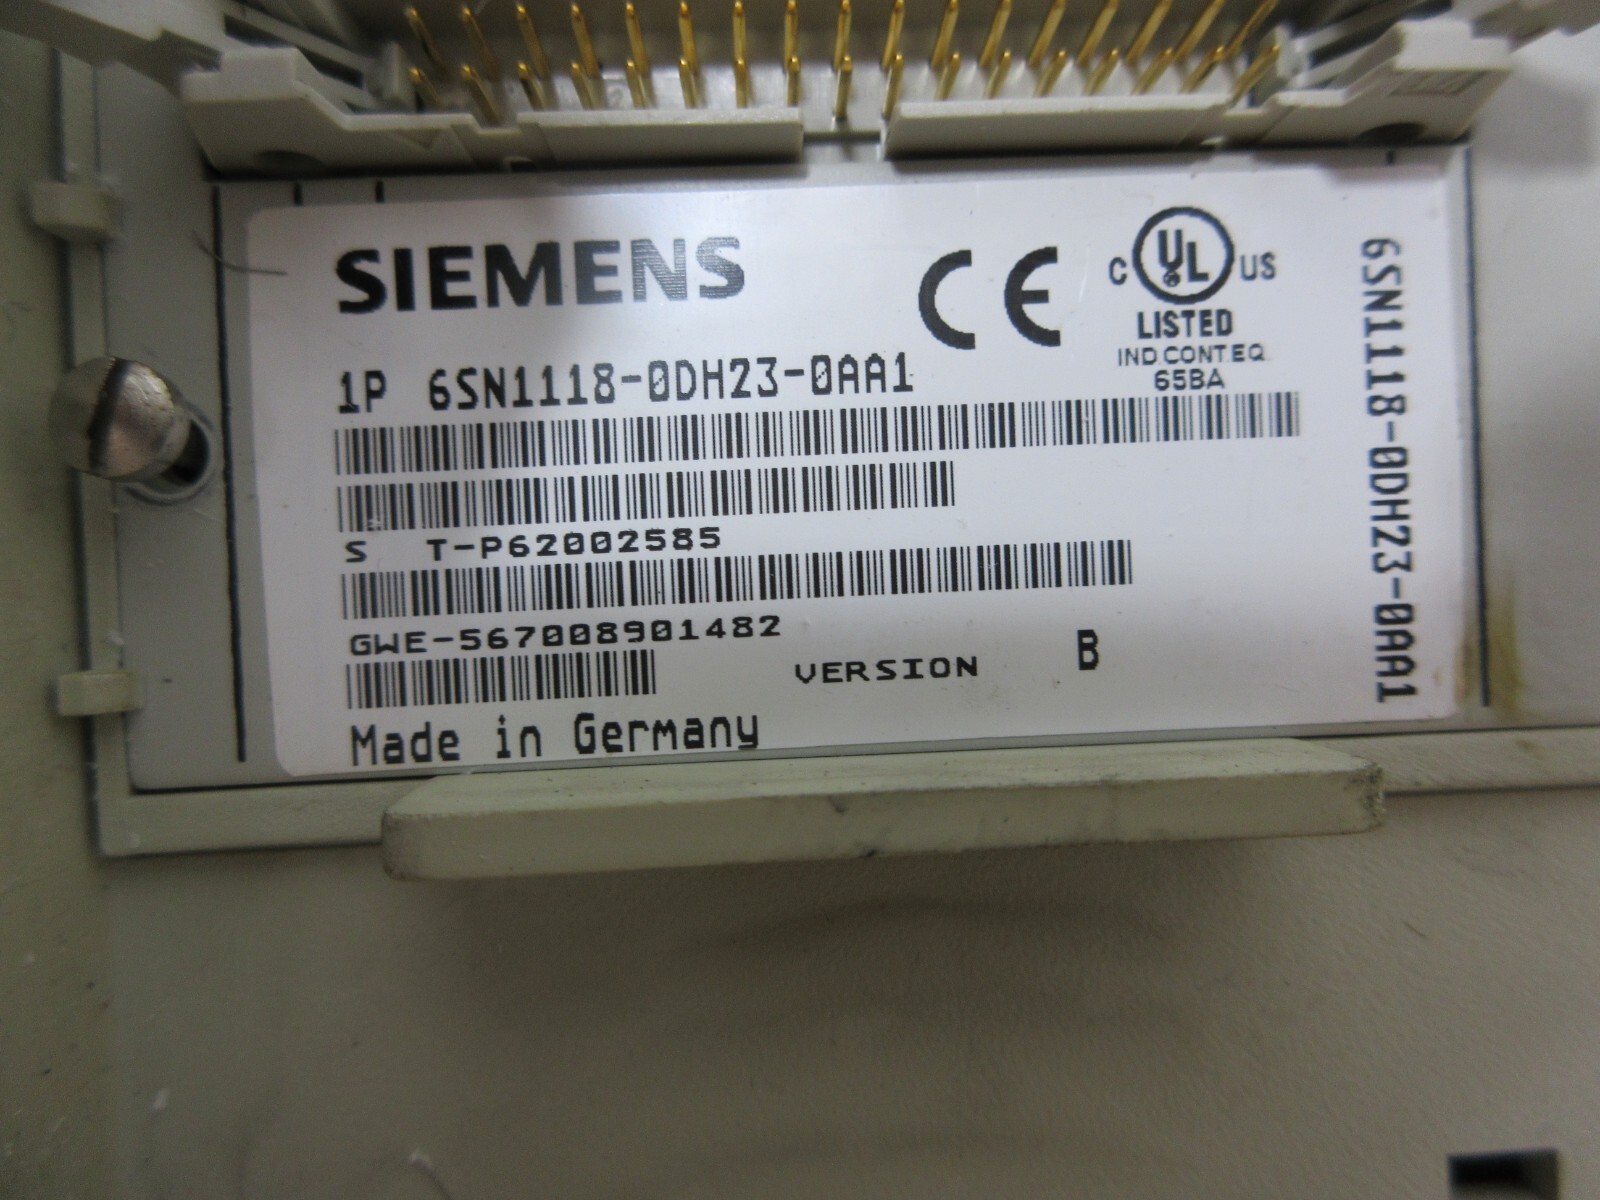 SIEMENS
CE
C UL US
LISTED
IND.CONT.EQ.
65BA
1P 6SN1118-0DH23-0AA1
S T-P62002585
GWE-567008901482
VERSION B
Made in Germany
6SN1118-0DH23-0AA1